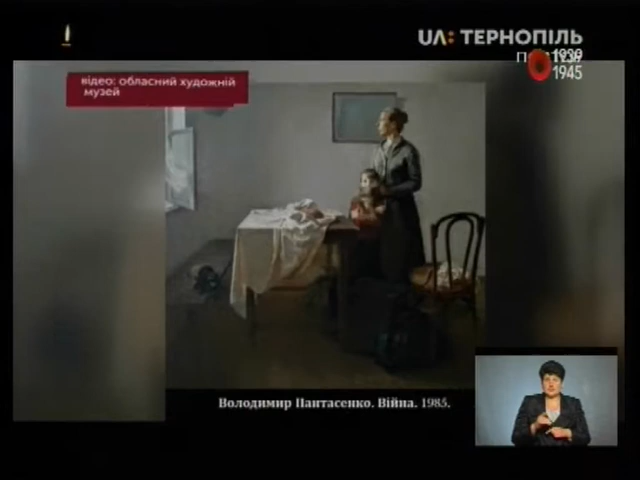 UA: ТЕРНОПІЛЬ
1939
1945
відео: обласний художній
музей
Володимир Пантасенко. Війна. 1985.